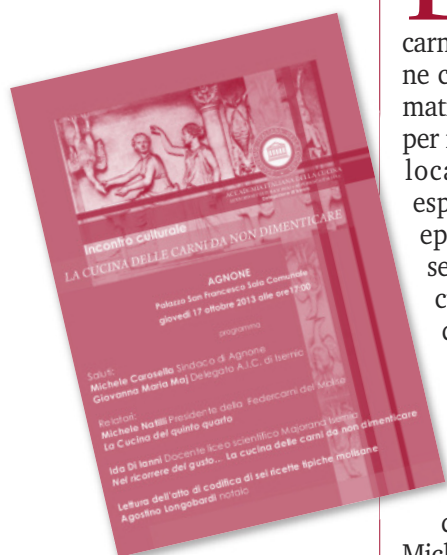 ACCADEMIA ITALIANA DELLA CUCINA
Incontro culturale
LA CUCINA DELLE CARNI DA NON DIMENTICARE
AGNONE
Palazzo San Francesco Sala Comunale
giovedì 17 ottobre 2013 alle ore 17:00
programma
Saluti:
Michele Carosella Sindaco di Agnone
Giovanna Maria Maj Delegato A.I.C. di Isernia
Relatori:
Michele Natilli Presidente della Federcarni del Molise
La Cucina del quinto quarto
Ida Di Ianni Docente liceo scientifico Majorana Isernia
Nel ricorrere del gusto... La cucina delle carni da non dimenticare
Lettura dell'atto di codifica di sei ricette tipiche molisane
Agostino Longobardi notaio
carn
ne c
mati
per
loca
esp
ep
se
c
c
Mich